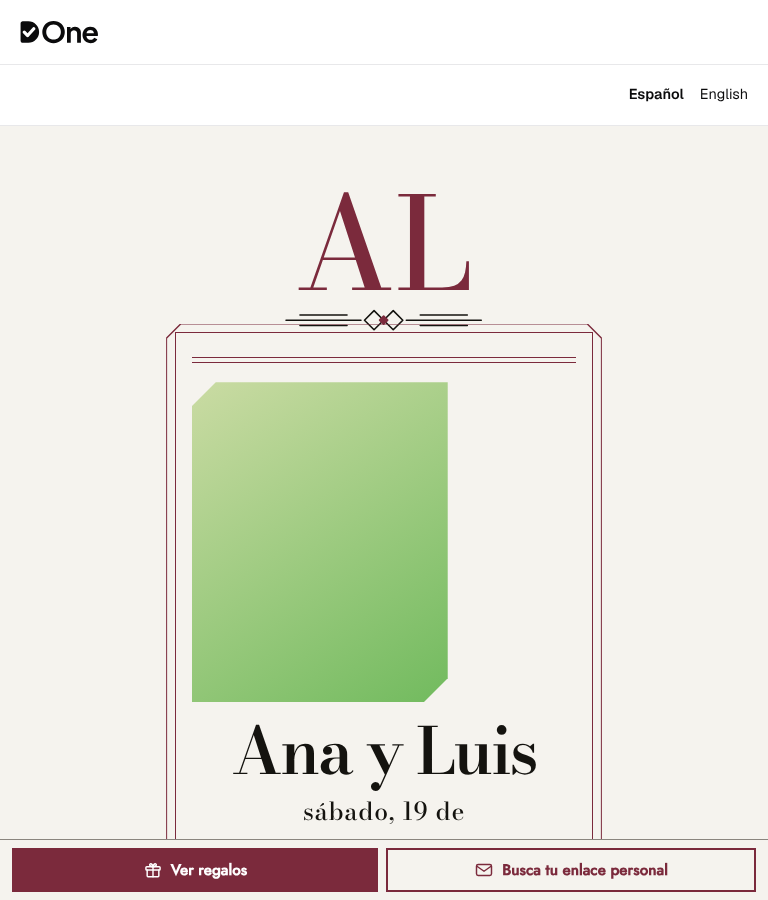 One
Español English
AL
Ana y Luis
sábado, 19 de
Ver regalos
Busca tu enlace personal